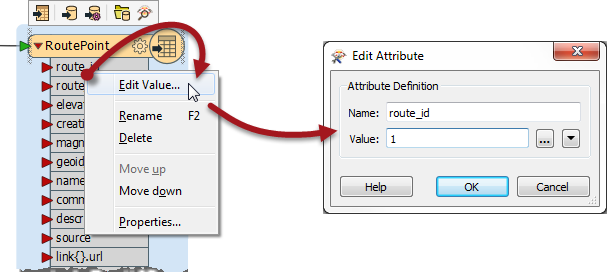 RoutePoint
route_i
route
Edit Value...
eleva
creati
Rename F2
magn
Delete
geoid
name
Move up
comm
Move down
descr
source
Properties...
link{}.url
Edit Attribute
Attribute Definition
Name: route_id
Value: 1
...
Help
OK
Cancel